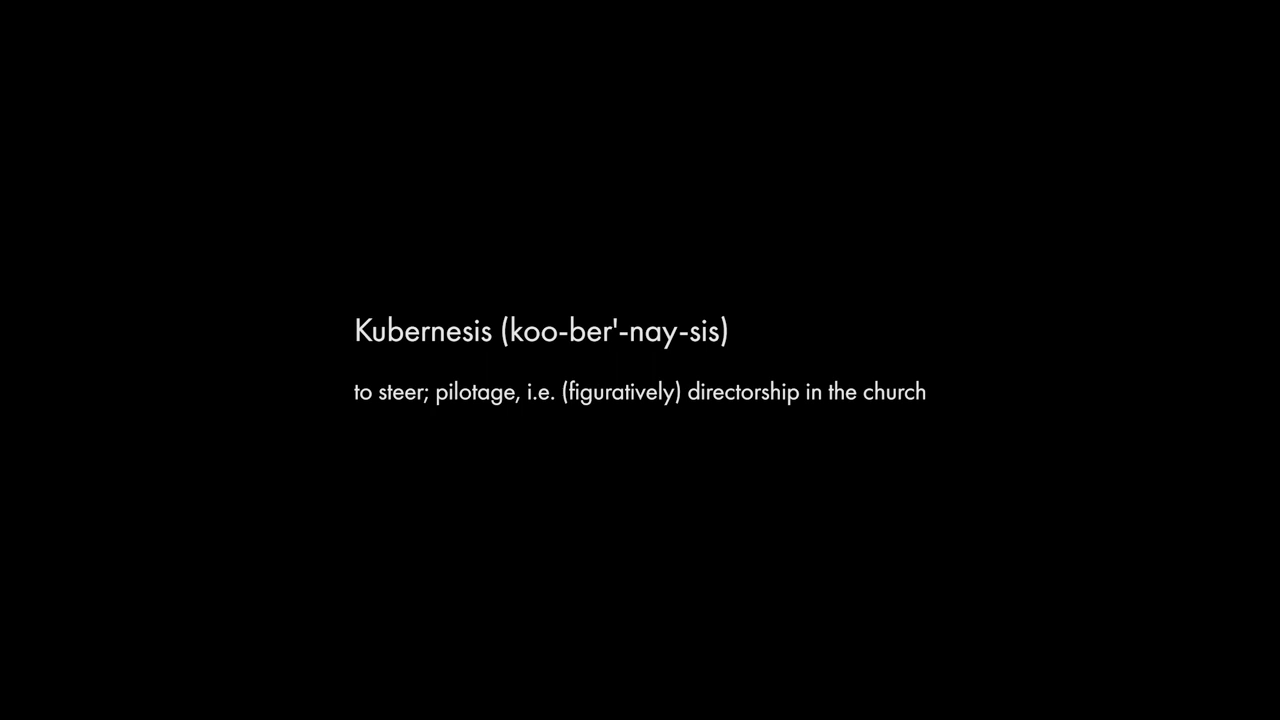 Kubernesis (koo-ber'-nay-sis)
to steer; pilotage, i.e. (figuratively) directorship in the church